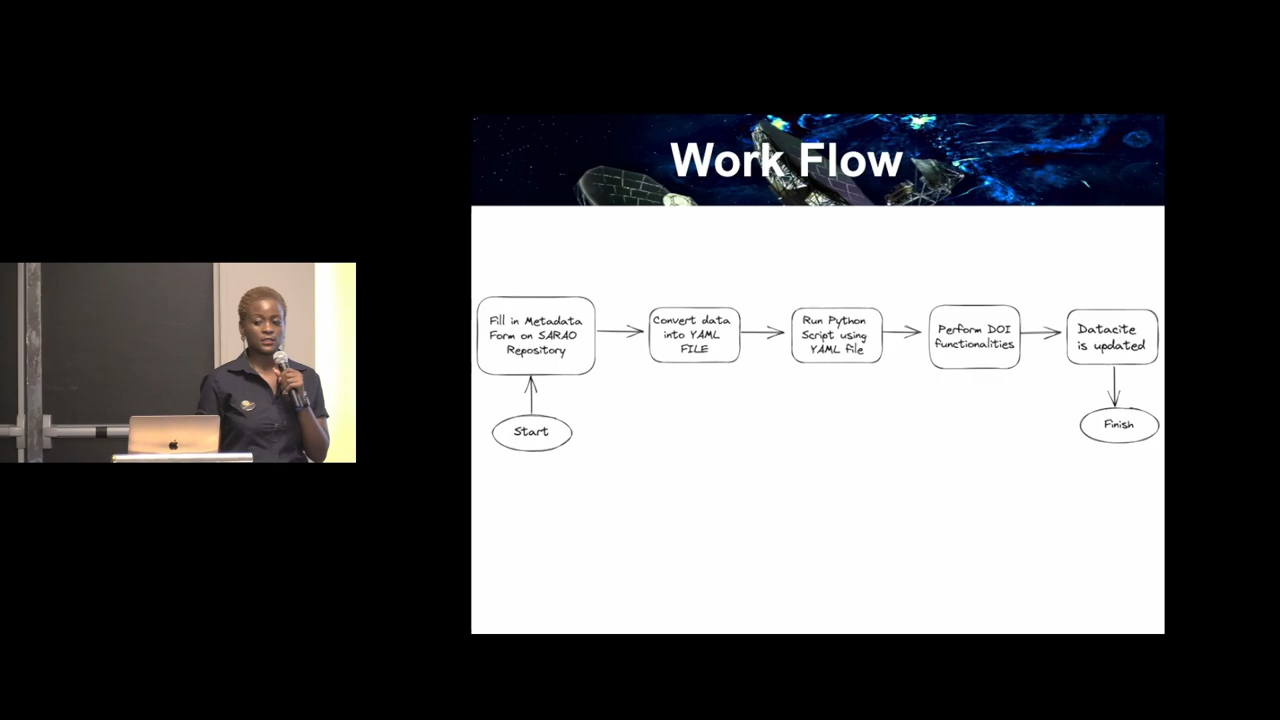 Work Flow
Fill in Metadata
Form on SARAO
Repository
Convert data
into YAML
FILE
Run Python
Script using
YAML file
Perform DOI
functionalities
Datacite
is updated
Start
Finish